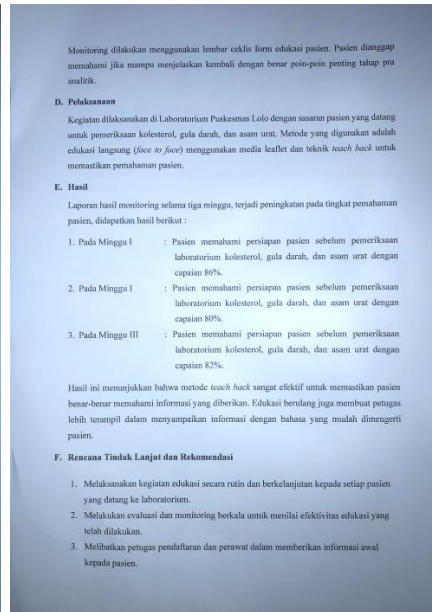 Monitoring dilakukan menggunakan lembar ceklis form edukasi pasien. Pasien dianggap
memahami jika mampu menjelaskan kembali dengan benar poin-poin penting tahap pra
analitik.
D. Pelaksanaan
Kegiatan dilaksanakan di Laboratorium Puskesmas Lolo dengan sasaran pasien yang datang
untuk pemeriksaan kolesterol, gula darah, dan asam urat. Metode yang digunakan adalah
edukasi langsung (face to face) menggunakan media leaflet dan teknik teach back untuk
memastikan pemahaman pasien.
E. Hasil
Laporan hasil monitoring selama tiga minggu, terjadi peningkatan pada tingkat pemahaman
pasien, didapatkan hasil berikut :
1. Pada Minggu I : Pasien memahami persiapan pasien sebelum pemeriksaan
laboratorium kolesterol, gula darah, dan asam urat dengan
capaian 86%.
2. Pada Minggu I : Pasien memahami persiapan pasien sebelum pemeriksaan
laboratorium kolesterol, gula darah, dan asam urat dengan
capaian 80%.
3. Pada Minggu III : Pasien memahami persiapan pasien sebelum pemeriksaan
laboratorium kolesterol, gula darah, dan asam urat dengan
capaian 82%.
Hasil ini menunjukkan bahwa metode teach back sangat efektif untuk memastikan pasien
benar-benar memahami informasi yang diberikan. Edukasi berulang juga membuat petugas
lebih terampil dalam menyampaikan informasi dengan bahasa yang mudah dimengerti
pasien.
F. Rencana Tindak Lanjut dan Rekomendasi
1. Melaksanakan kegiatan edukasi secara rutin dan berkelanjutan kepada setiap pasien
yang datang ke laboratorium.
2. Melakukan evaluasi dan monitoring berkala untuk menilai efektivitas edukasi yang
telah dilakukan.
3. Melibatkan petugas pendaftaran dan perawat dalam memberikan informasi awal
kepada pasien.